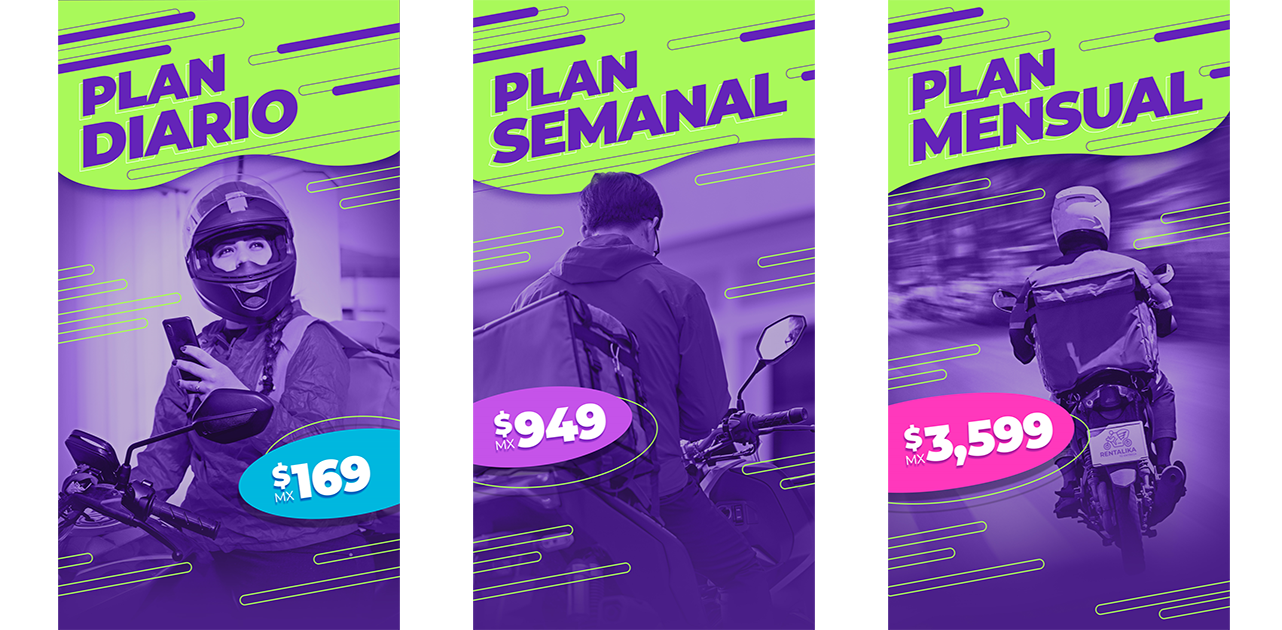 PLAN
DIARIO
$169
MX
PLAN
SEMANAL
$949
MX
PLAN
MENSUAL
$3,599
MX
RENTALIKA